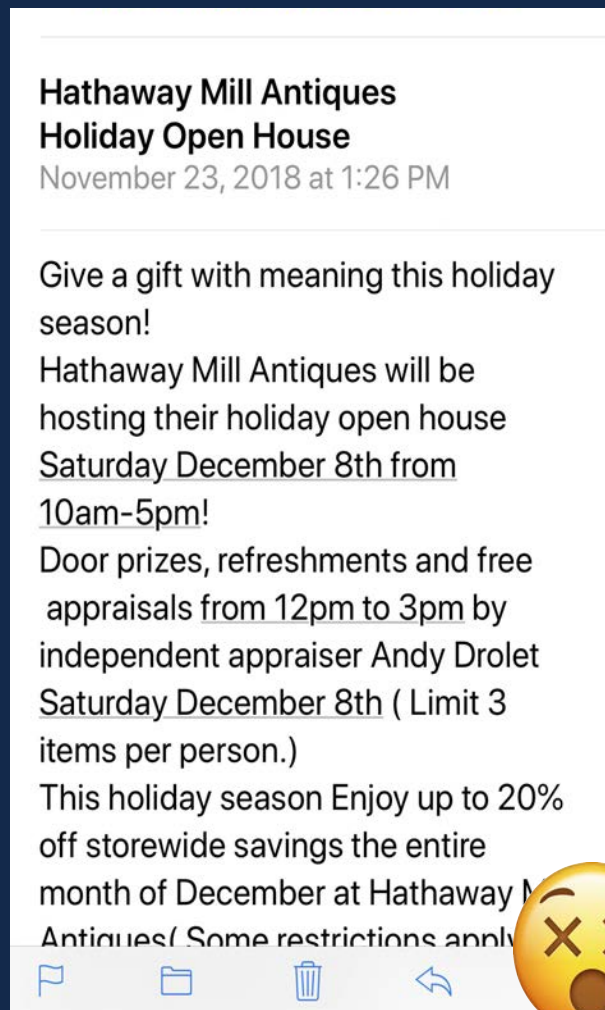 Hathaway Mill Antiques
Holiday Open House
November 23, 2018 at 1:26 PM
Give a gift with meaning this holiday
season!
Hathaway Mill Antiques will be
hosting their holiday open house
Saturday December 8th from
10am-5pm!
Door prizes, refreshments and free
appraisals from 12pm to 3pm by
independent appraiser Andy Drolet
Saturday December 8th ( Limit 3
items per person.)
This holiday season Enjoy up to 20%
off storewide savings the entire
month of December at Hathaway
Antiques( Some restrictions apply